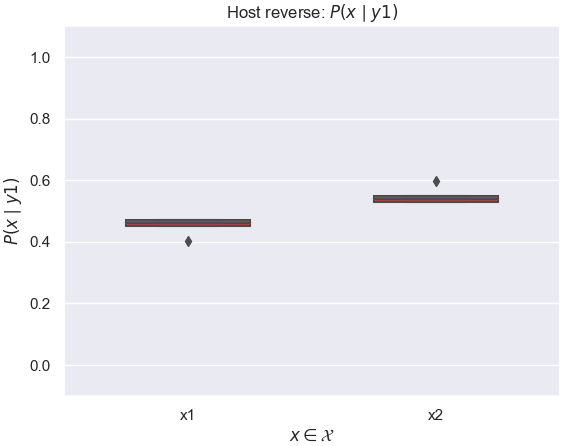 Host reverse: P(x | y1)
P(x | y1)
1.0
0.8
0.6
0.4
0.2
0.0
x1 x2
x ∈ 𝒳